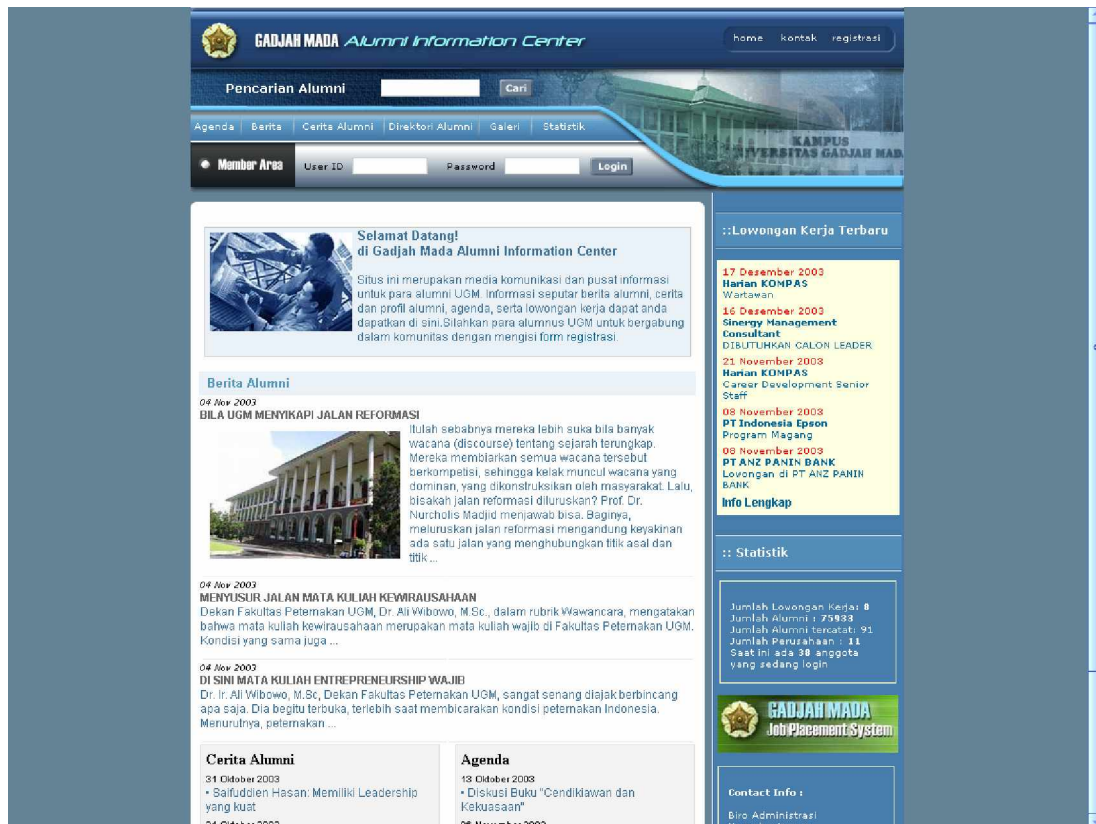 GADJAH MADA Alumni Information Center
home kontak registrasi
Pencarian Alumni
Cari
Agenda Berita Cerita Alumni Direktori Alumni Galeri Statistik
KAMPUS
UNIVERSITAS GADJAH MAD
Member Area User ID Password Login
Selamat Datang!
di Gadjah Mada Alumni Information Center
Situs ini merupakan media komunikasi dan pusat informasi
untuk para alumni UGM. Informasi seputar berita alumni, cerita
dan profil alumni, agenda, serta lowongan kerja dapat anda
dapatkan di sini.Silahkan para alumnus UGM untuk bergabung
dalam komunitas dengan mengisi form registrasi.
Berita Alumni
04 Nov 2003
BILA UGM MENYIKAPI JALAN REFORMASI
Itulah sebabnya mereka lebih suka bila banyak
wacana (discourse) tentang sejarah terungkap.
Mereka membiarkan semua wacana tersebut
berkompetisi, sehingga kelak muncul wacana yang
dominan, yang dikonstruksikan oleh masyarakat. Lalu,
bisakah jalan reformasi diluruskan? Prof. Dr.
Nurcholis Madjid menjawab bisa. Baginya,
meluruskan jalan reformasi mengandung keyakinan
ada satu jalan yang menghubungkan titik asal dan
titik ...
04 Nov 2003
MENYUSUR JALAN MATA KULIAH KEWIRAUSAHAAN
Dekan Fakultas Peternakan UGM, Dr. Ali Wibowo, M.Sc., dalam rubrik Wawancara, mengatakan
bahwa mata kuliah kewirausahaan merupakan mata kuliah wajib di Fakultas Peternakan UGM.
Kondisi yang sama juga ...
04 Nov 2003
DI SINI MATA KULIAH ENTREPRENEURSHIP WAJIB
Dr. Ir. Ali Wibowo, M.Sc, Dekan Fakultas Peternakan UGM, sangat senang diajak berbincang
apa saja. Dia begitu terbuka, terlebih saat membicarakan kondisi peternakan Indonesia.
Menurutnya, peternakan ...
Cerita Alumni
31 Oktober 2003
• Saifuddien Hasan: Memiliki Leadership
yang kuat
Agenda
13 Oktober 2003
• Diskusi Buku "Cendikiawan dan
Kekuasaan"
::Lowongan Kerja Terbaru
17 Desember 2003
Harian KOMPAS
Wartawan
16 Desember 2003
Sinergy Management
Consultant
DIBUTUHKAN CALON LEADER
21 November 2003
Harian KOMPAS
Career Development Senior
Staff
08 November 2003
PT Indonesia Epson
Program Magang
08 November 2003
PT ANZ PANIN BANK
Lovongan di PT ANZ PANIN
BANK
Info Lengkap
:: Statistik
Jumlah Lowongan Kerja: 8
Jumlah Alumni : 75933
Jumlah Alumni tercatat: 91
Jumlah Perusahaan : 11
Saat ini ada 38 anggota
yang sedang login
GADJAH MADA
Job Placement System
Contact Info :
Biro Administrasi